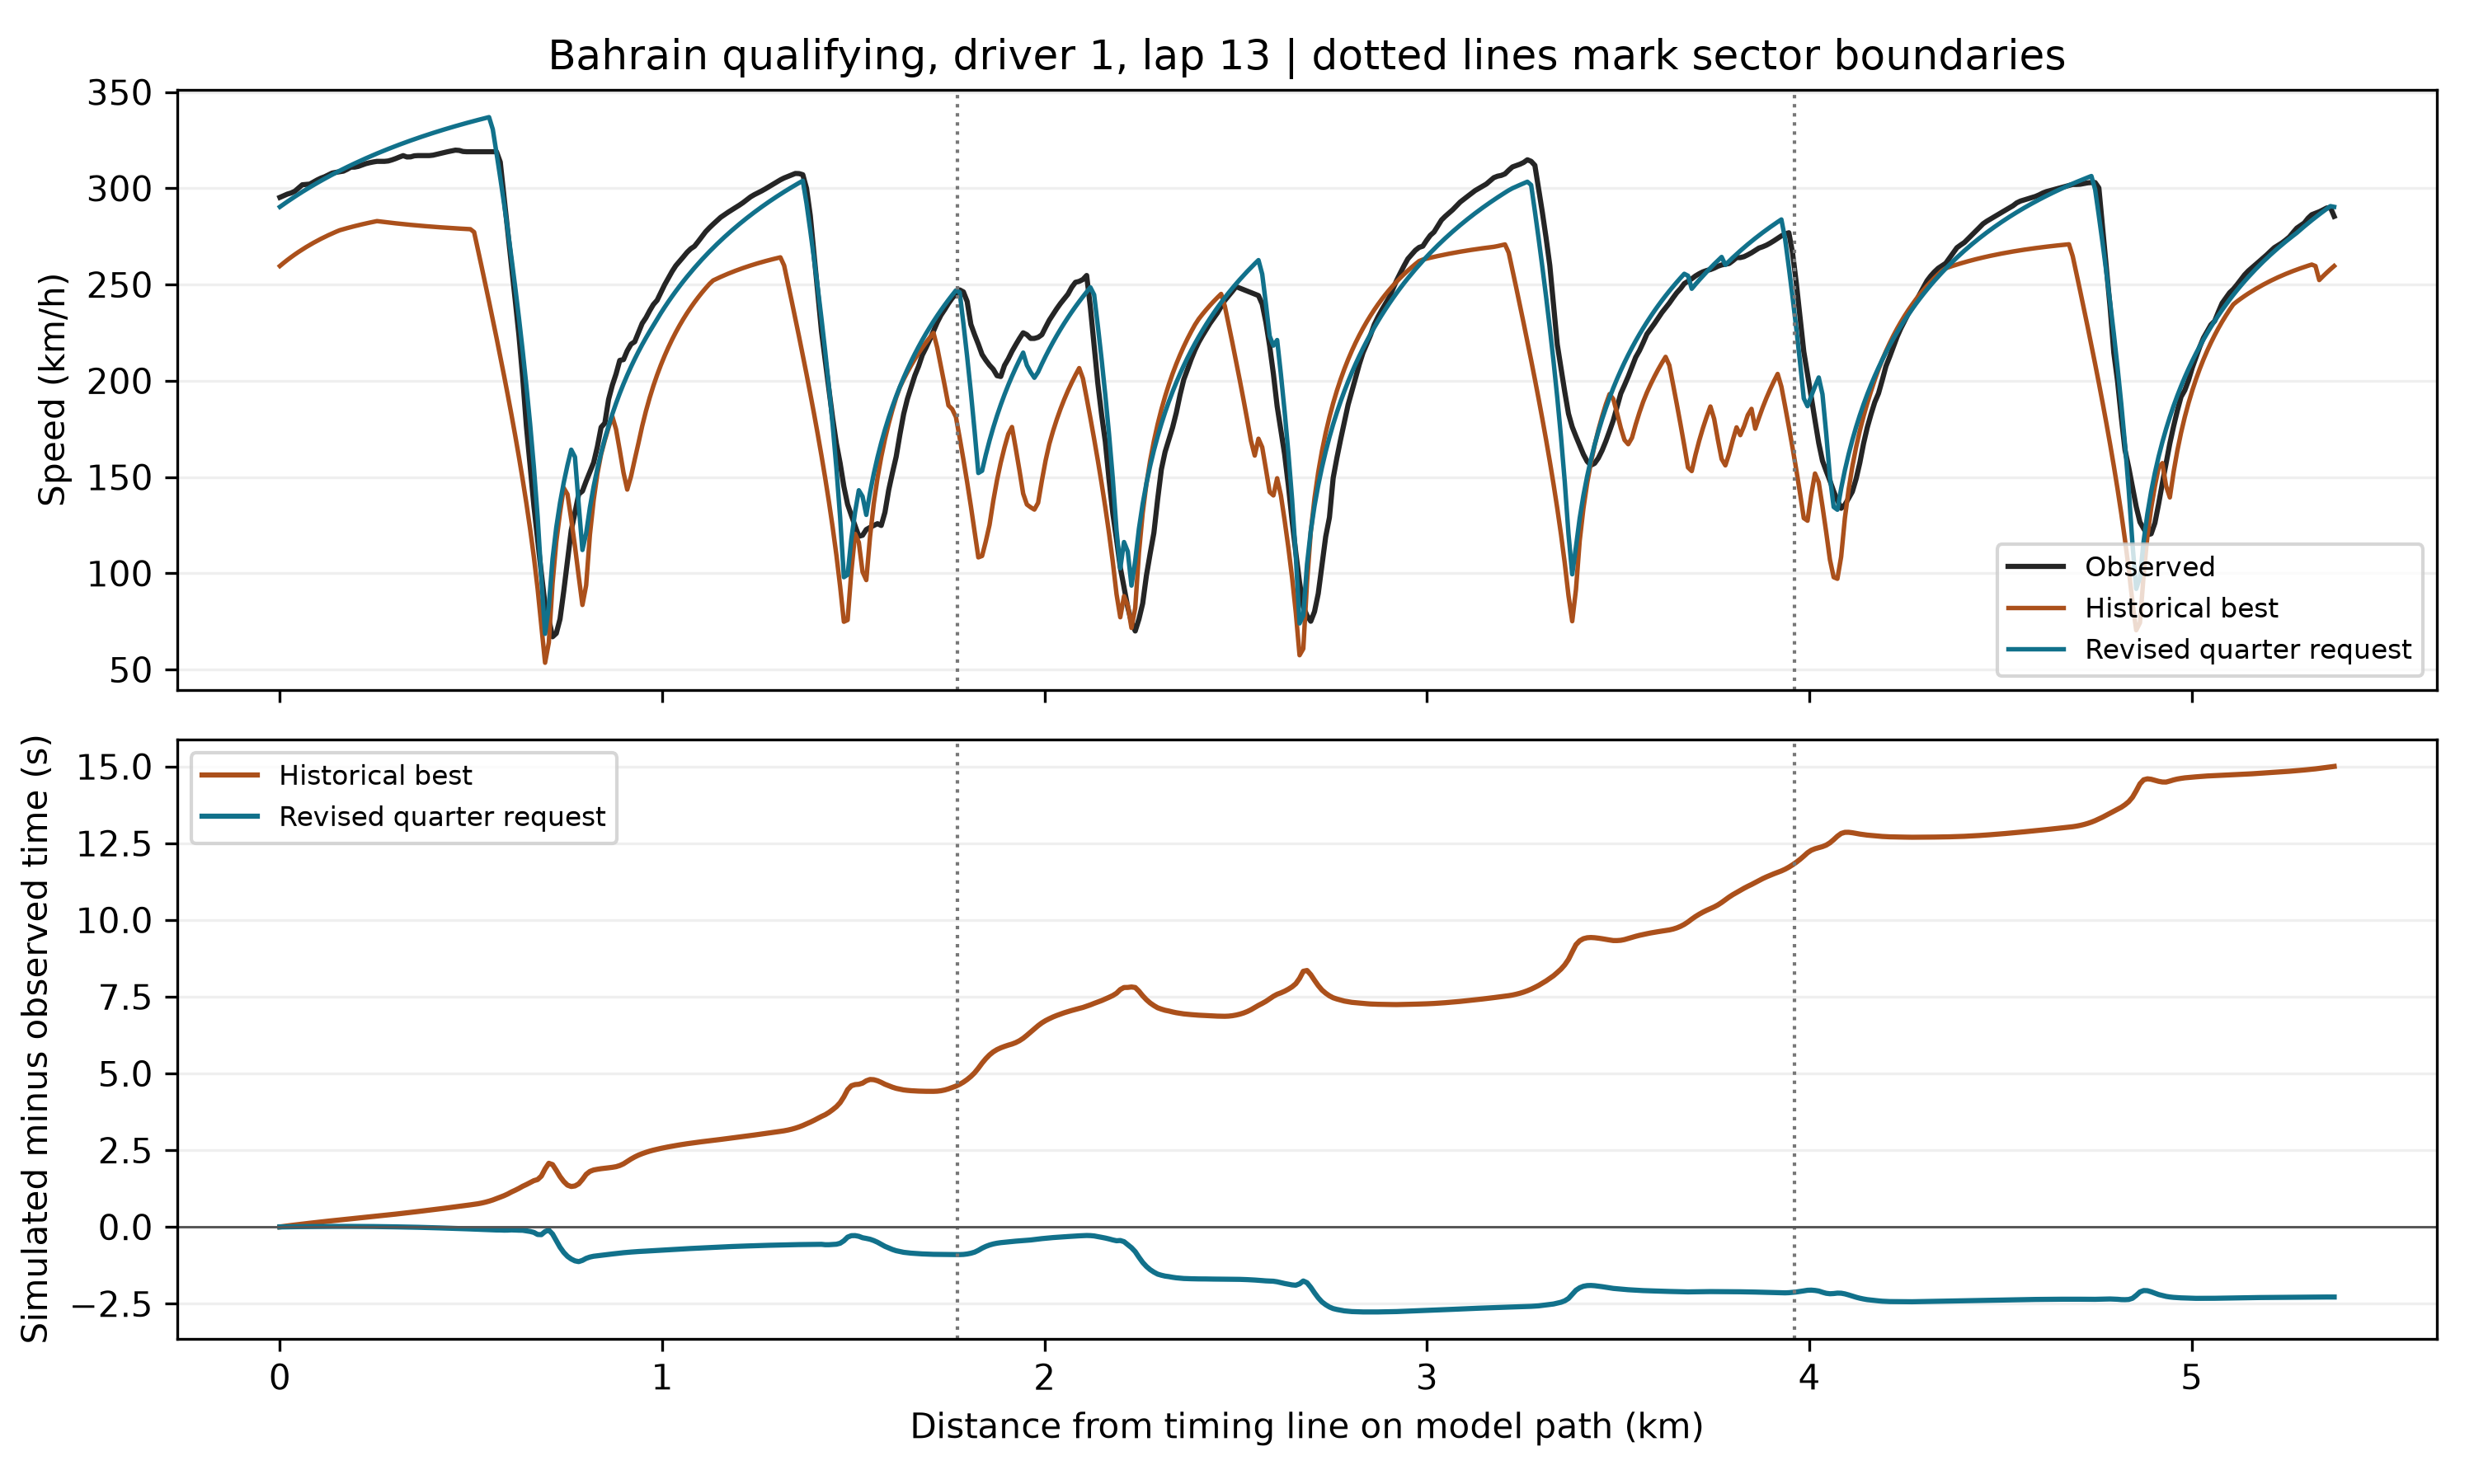 Bahrain qualifying, driver 1, lap 13 | dotted lines mark sector boundaries
Speed (km/h)
350
300
250
200
150
100
50
Observed
Historical best
Revised quarter request
Simulated minus observed time (s)
15.0
12.5
10.0
7.5
5.0
2.5
0.0
−2.5
Historical best
Revised quarter request
0
1
2
3
4
5
Distance from timing line on model path (km)